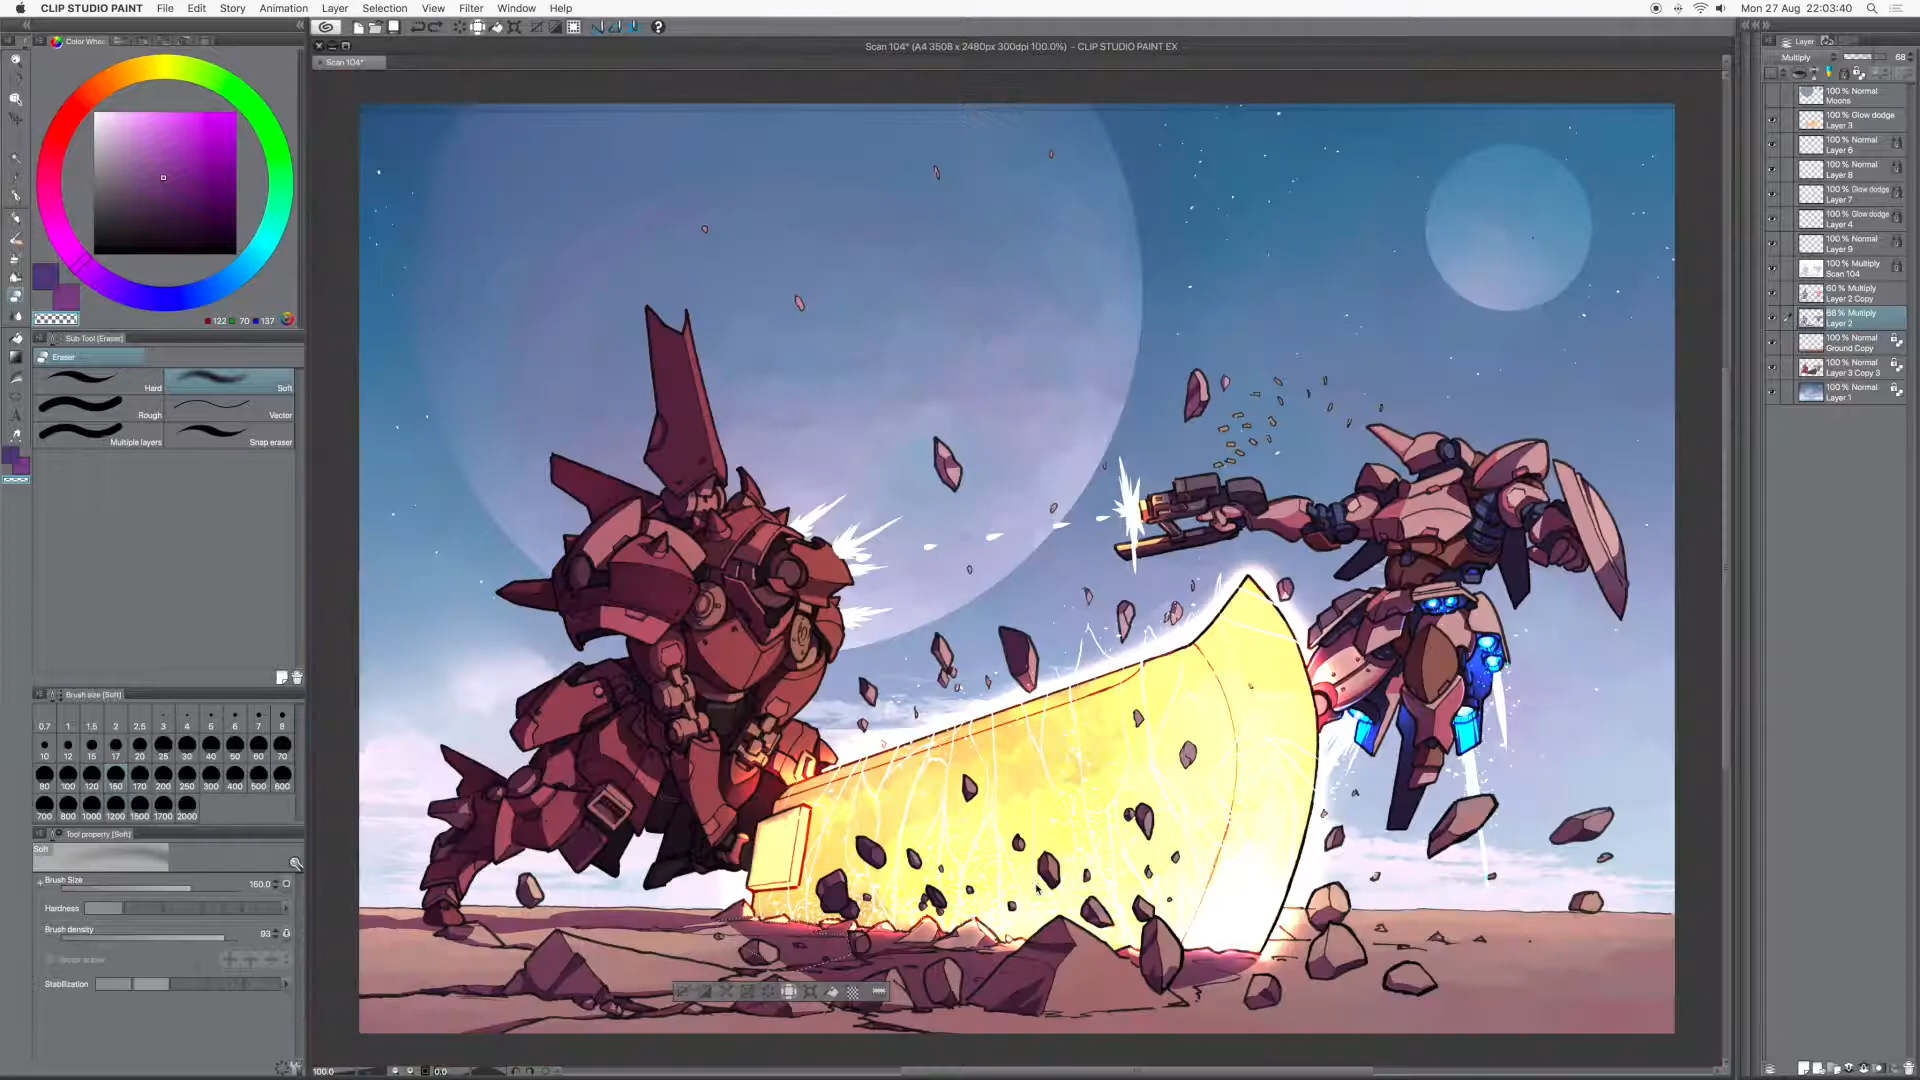 CLIP STUDIO PAINT File Edit Story Animation Layer Selection View Filter Window Help Mon 27 Aug 22:03:40
Scan 104* (A4 3508 x 2480px 300dpi 100.0%) - CLIP STUDIO PAINT EX
Scan 104*
Color Whee
122 70 137
Sub Tool [Eraser]
Eraser
Hard Soft
Rough Vector
Multiple layers Snap eraser
Brush size [Soft]
0.7 1 1.5 2 2.5 3 4 5 6 7 8
10 12 15 17 20 25 30 40 50 60 70
80 100 120 150 170 200 250 300 400 500 600
700 800 1000 1200 1500 1700 2000
Tool property [Soft]
Soft
Brush Size 150.0
Hardness
Brush density 93
Vector eraser
Stabilization
100.0 0.0
Layer
Multiply 68
100 % Normal
Moons
100 % Glow dodge
Layer 3
100 % Normal
Layer 6
100 % Normal
Layer 8
100 % Glow dodge
Layer 7
100 % Glow dodge
Layer 4
100 % Normal
Layer 9
100 % Multiply
Scan 104
60 % Multiply
Layer 2 Copy
68 % Multiply
Layer 2
100 % Normal
Ground Copy
100 % Normal
Layer 3 Copy 3
100 % Normal
Layer 1